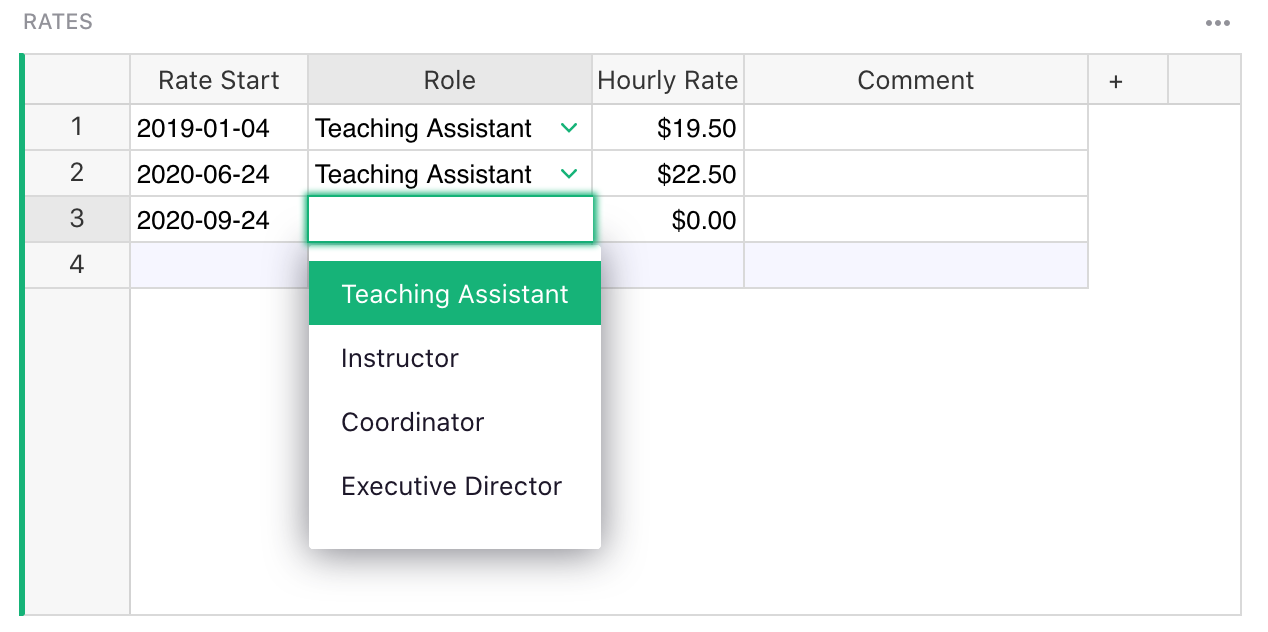 RATES
Rate Start Role Hourly Rate Comment +
1 2019-01-04 Teaching Assistant $19.50
2 2020-06-24 Teaching Assistant $22.50
3 2020-09-24 $0.00
4
Teaching Assistant
Instructor
Coordinator
Executive Director